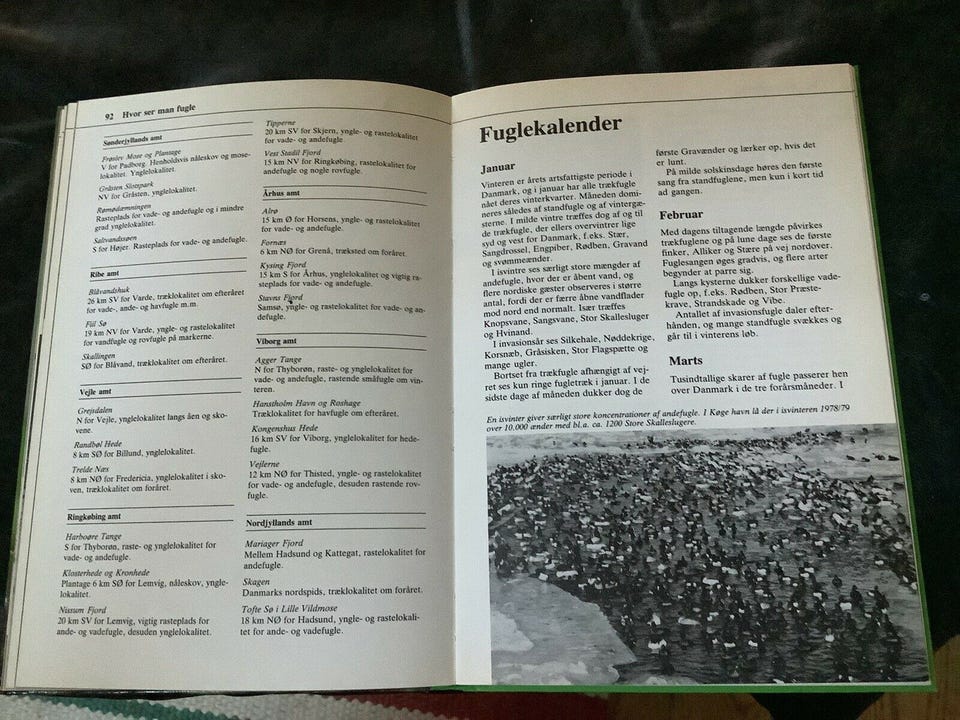 92 Hvor ser man fugle
Sønderjyllands amt
Frøslev Mose og Plantage
V for Padborg. Henholdsvis nåleskov og mose-
lokalitet. Ynglelokalitet.
Gråsten Slotspark
NV for Gråsten, ynglelokalitet.
Rømødæmningen
Rasteplads for vade- og andefugle og i mindre
grad ynglelokalitet.
Saltvandssøen
S for Højer. Rasteplads for vade- og andefugle.
Ribe amt
Blåvandshuk
26 km SV for Varde, træklokalitet om efteråret
for vade-, ande- og havfugle m.m.
Fiil Sø
19 km NV for Varde, yngle- og rastelokalitet
for vandfugle og rovfugle på markerne.
Skallingen
SØ for Blåvand, træklokalitet om efteråret.
Vejle amt
Grejsdalen
N for Vejle, ynglelokalitet langs åen og sko-
vene.
Randbøl Hede
8 km SØ for Billund, ynglelokalitet.
Trelde Næs
8 km NØ for Fredericia, ynglelokalitet i sko-
ven, træklokalitet om foråret.
Ringkøbing amt
Harboøre Tange
S for Thyborøn, raste- og ynglelokalitet for
vade- og andefugle.
Klosterhede og Kronhede
Plantage 6 km SØ for Lemvig, nåleskov, yngle-
lokalitet.
Nissum Fjord
20 km SV for Lemvig, vigtig rasteplads for
ande- og vadefugle, desuden ynglelokalitet.
Tipperne
20 km SV for Skjern, yngle- og rastelokalitet
for vade- og andefugle.
Vest Stadil Fjord
15 km NV for Ringkøbing, rastelokalitet for
andefugle og nogle rovfugle.
Århus amt
Alrø
15 km Ø for Horsens, yngle- og rastelokalitet
for vade- og andefugle.
Fornæs
6 km NØ for Grenå, træksted om foråret.
Kysing Fjord
15 km S for Århus, ynglelokalitet og vigtig ra-
steplads for vade- og andefugle.
Stavns Fjord
Samsø, yngle- og rastelokalitet for vade- og an-
defugle.
Viborg amt
Agger Tange
N for Thyborøn, yngle- og rastelokalitet for
vade- og andefugle, rastende småfugle om vin-
teren.
Hanstholm Havn og Roshage
Træklokalitet for havfugle om efteråret.
Kongenshus Hede
16 km SV for Viborg, ynglelokalitet for hede-
fugle.
Vejlerne
12 km NØ for Thisted, yngle- og rastelokalitet
for vade- og andefugle, desuden rastende rov-
fugle.
Nordjyllands amt
Mariager Fjord
Mellem Hadsund og Kattegat, rastelokalitet for
andefugle.
Skagen
Danmarks nordspids, træklokalitet om foråret.
Tofte Sø i Lille Vildmose
18 km NØ for Hadsund, yngle- og rastelokali-
tet for ande- og vadefugle.
Fuglekalender
Januar
Vinteren er årets artsfattigste periode i
Danmark, og i januar har alle trækfugle
nået deres vinterkvarter. Måneden domi-
neres således af standfugle og af vintergæ-
sterne. I milde vintre træffes dog af og til
de trækfugle, der ellers overvintrer lige
syd og vest for Danmark, f.eks. Stær,
Sangdrossel, Engpiber, Rødben, Gravand
og svømmeænder.
I isvintre ses særligt store mængder af
andefugle, hvor der er åbent vand, og
flere nordiske gæster observeres i større
antal, fordi der er færre åbne vandflader
mod nord end normalt. Især træffes
Knopsvane, Sangsvane, Stor Skallesluger
og Hvinand.
I invasionsår ses Silkehale, Nøddekrige,
Korsnæb, Gråsisken, Stor Flagspætte og
mange ugler.
Bortset fra trækfugle afhængigt af vej-
ret ses kun ringe fugletræk i januar. I de
sidste dage af måneden dukker dog de
første Gravænder og lærker op, hvis det
er lunt.
På milde solskinsdage høres den første
sang fra standfuglene, men kun i kort tid
ad gangen.
Februar
Med dagens tiltagende længde påvirkes
trækfuglene og på lune dage ses de første
finker, Alliker og Stære på vej nordover.
Fuglesangen øges gradvis, og flere arter
begynder at parre sig.
Langs kysterne dukker forskellige vade-
fugle op, f.eks. Rødben, Stor Præste-
krave, Strandskade og Vibe.
Antallet af invasionsfugle daler efter-
hånden, og mange standfugle svækkes og
går til i vinterens løb.
Marts
Tusindtallige skarer af fugle passerer hen
over Danmark i de tre forårsmåneder. I
En isvinter giver særligt store koncentrationer af andefugle. I Køge havn lå der i isvinteren 1978/79
over 10.000 ænder med bl.a. ca. 1200 Store Skalleslugere.